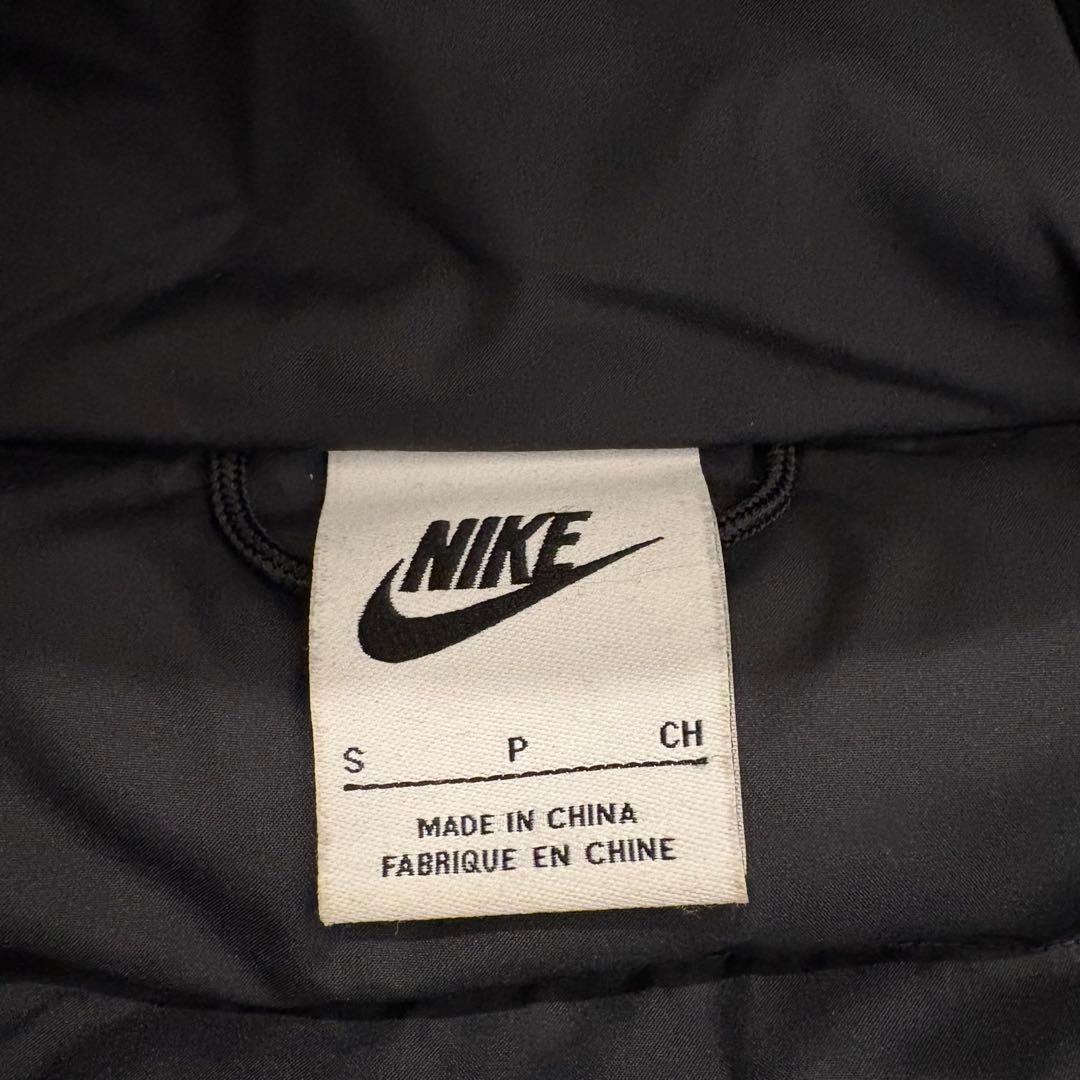 NIKE
S P CH
MADE IN CHINA
FABRIQUE EN CHINE